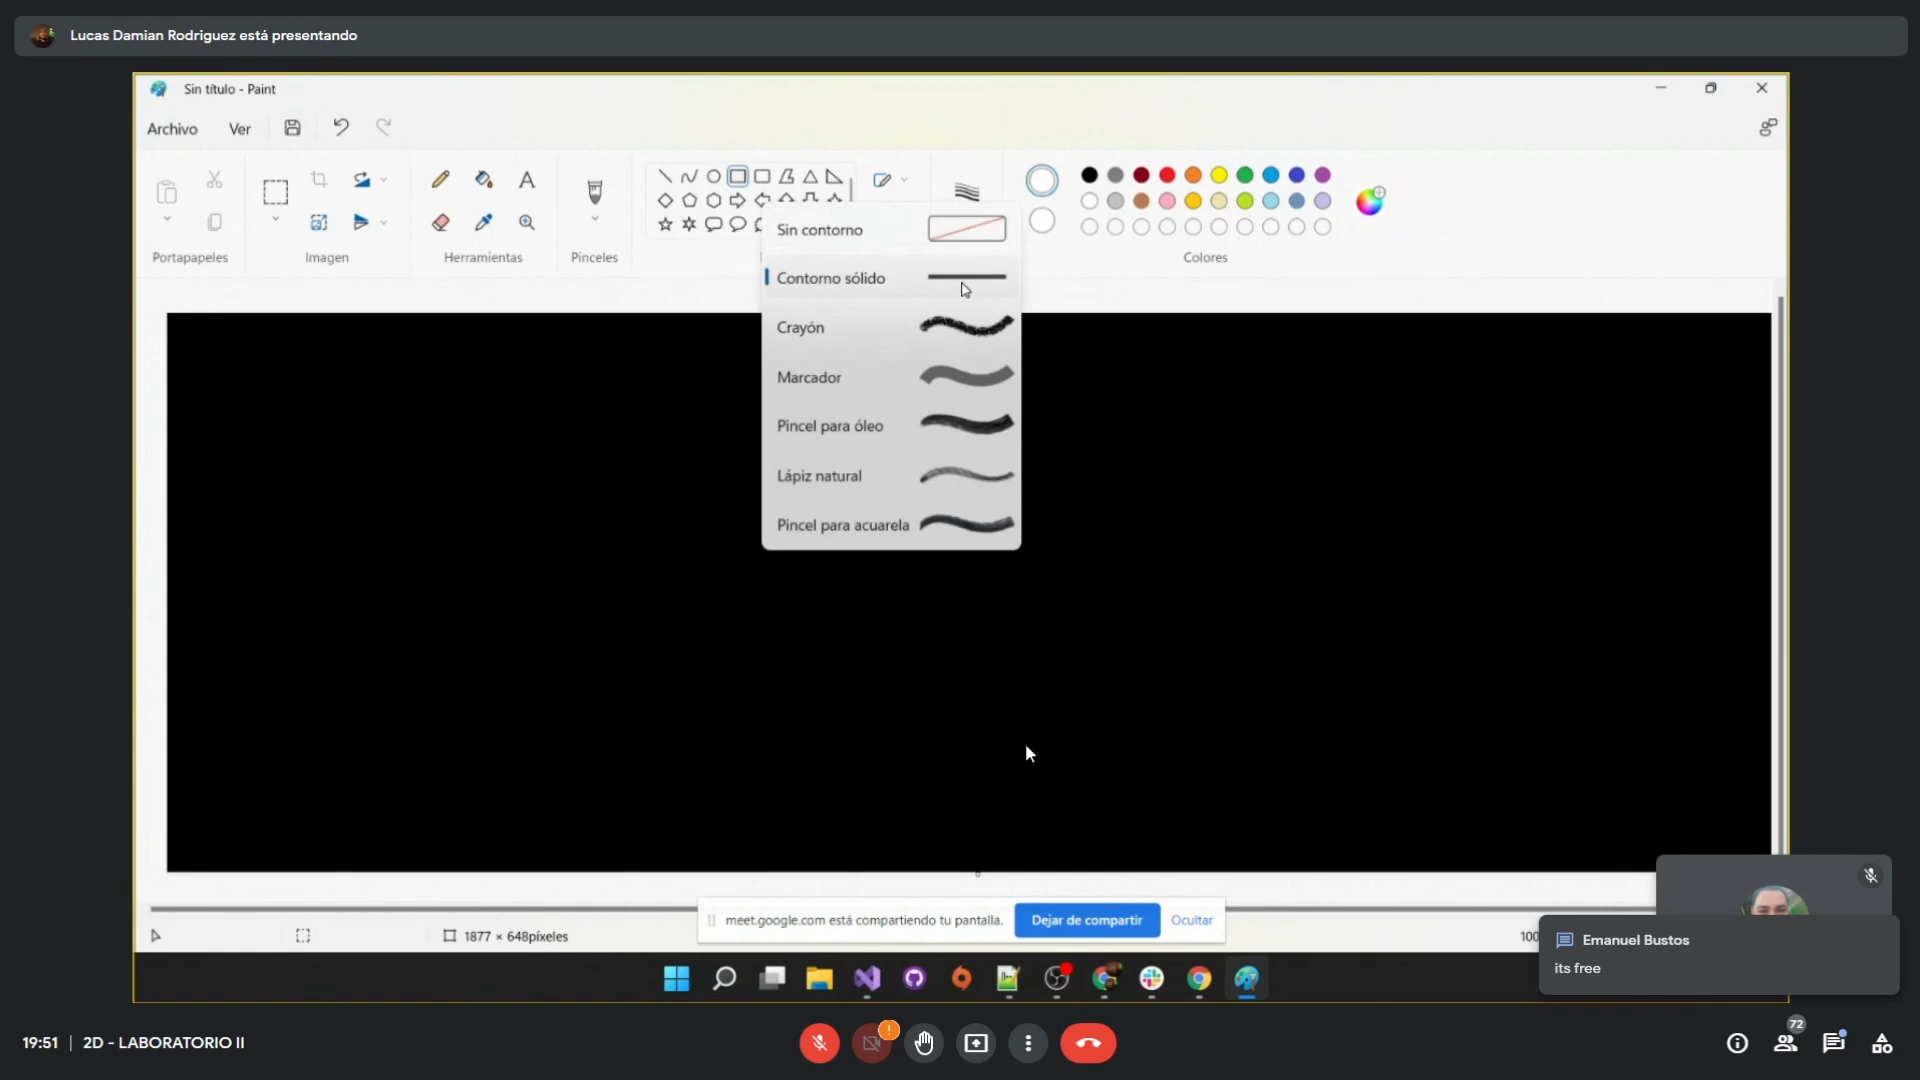 Lucas Damian Rodriguez está presentando
Sin título - Paint
Archivo Ver
Portapapeles Imagen Herramientas Pinceles Colores
Sin contorno
Contorno sólido
Crayón
Marcador
Pincel para óleo
Lápiz natural
Pincel para acuarela
meet.google.com está compartiendo tu pantalla. Dejar de compartir Ocultar
1877 × 648píxeles
100
Emanuel Bustos
its free
19:51 | 2D - LABORATORIO II
72